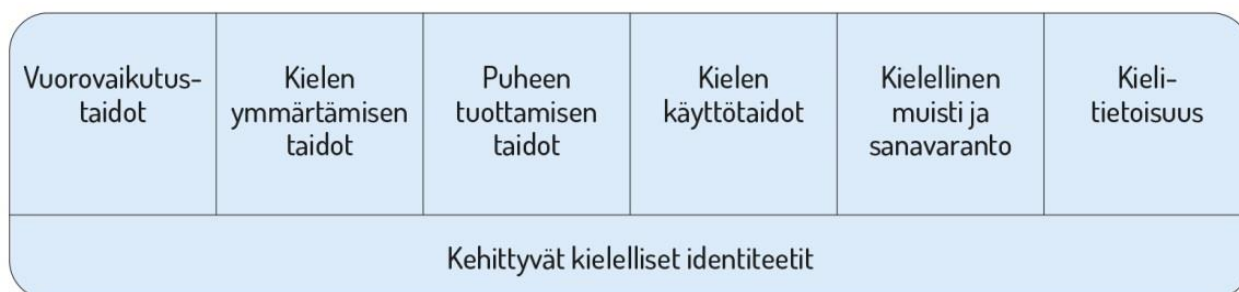 Vuorovaikutus-
taidot
Kielen
ymmärtämisen
taidot
Puheen
tuottamisen
taidot
Kielen
käyttötaidot
Kielellinen
muisti ja
sanavaranto
Kieli-
tietoisuus
Kehittyvät kielelliset identiteetit